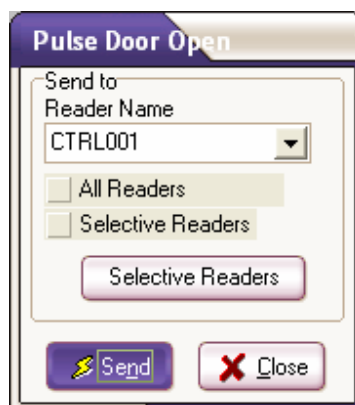 Pulse Door Open
Send to
Reader Name
CTRL001
All Readers
Selective Readers
Selective Readers
Send
Close